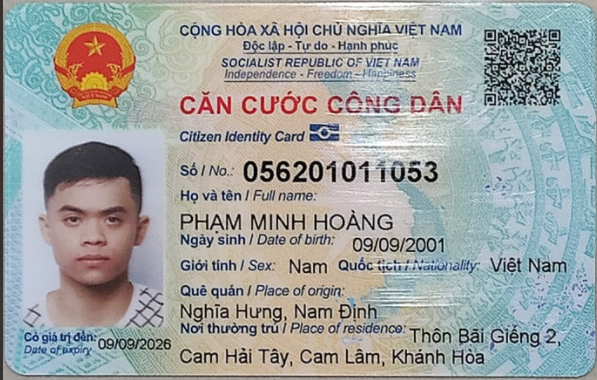 CỘNG HÒA XÃ HỘI CHỦ NGHĨA VIỆT NAM
Độc lập - Tự do - Hạnh phúc
SOCIALIST REPUBLIC OF VIET NAM
Independence - Freedom - Happiness
CĂN CƯỚC CÔNG DÂN
Citizen Identity Card
Số / No.: 056201011053
Họ và tên / Full name:
PHẠM MINH HOÀNG
Ngày sinh / Date of birth: 09/09/2001
Giới tính / Sex: Nam Quốc tịch / Nationality: Việt Nam
Quê quán / Place of origin:
Nghĩa Hưng, Nam Định
Nơi thường trú / Place of residence: Thôn Bãi Giếng 2,
Cam Hải Tây, Cam Lâm, Khánh Hòa
Có giá trị đến: 09/09/2026
Date of expiry